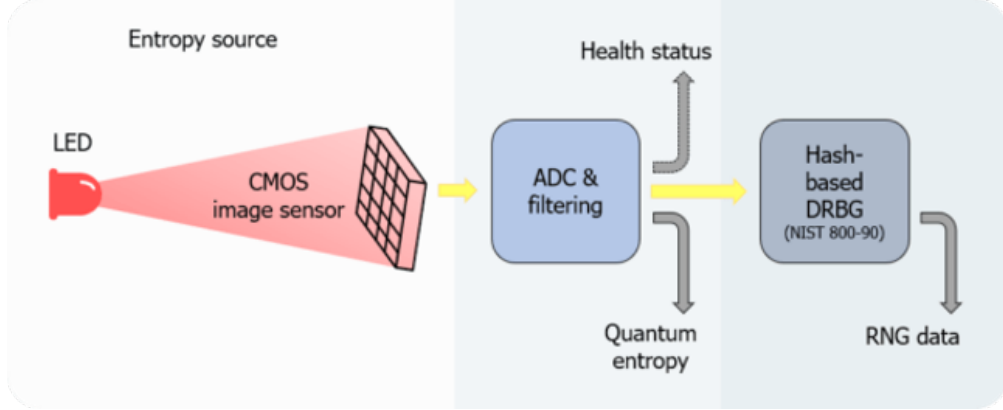 Entropy source
LED
CMOS
image sensor
Health status
ADC &
filtering
Quantum
entropy
Hash-
based
DRBG
(NIST 800-90)
RNG data